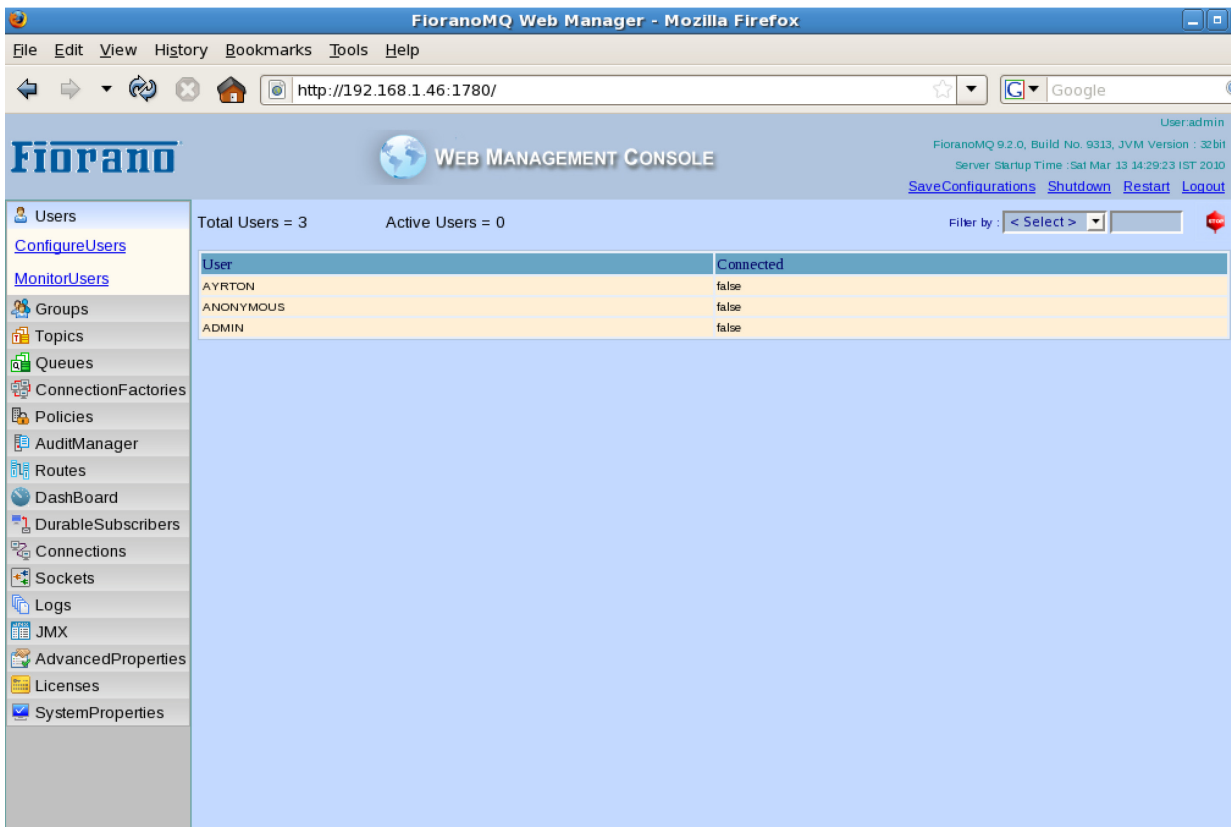 FioranoMQ Web Manager - Mozilla Firefox
File Edit View History Bookmarks Tools Help
http://192.168.1.46:1780/
G Google
Fiorano
WEB MANAGEMENT CONSOLE
User:admin
FioranoMQ 9.2.0, Build No. 9313, JVM Version : 32bit
Server Startup Time :Sat Mar 13 14:29:23 IST 2010
SaveConfigurations Shutdown Restart Logout
Users
ConfigureUsers
MonitorUsers
Groups
Topics
Queues
ConnectionFactories
Policies
AuditManager
Routes
DashBoard
DurableSubscribers
Connections
Sockets
Logs
JMX
AdvancedProperties
Licenses
SystemProperties
Total Users = 3 Active Users = 0 Filter by : < Select > STOP
User Connected
AYRTON false
ANONYMOUS false
ADMIN false